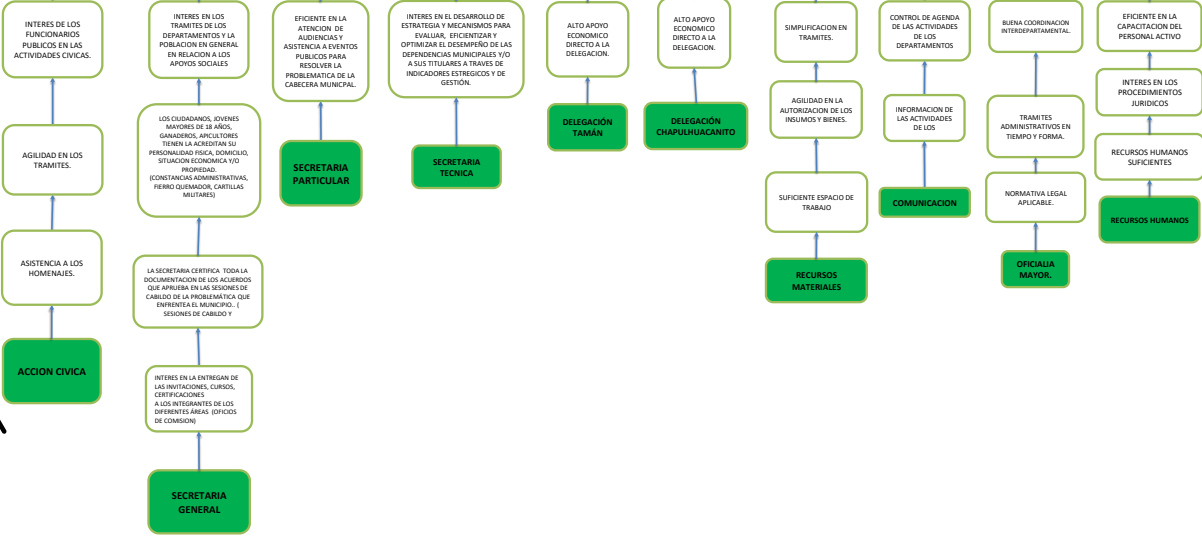 INTERES DE LOS
FUNCIONARIOS
PUBLICOS EN LAS
ACTIVIDADES CIVICAS.
AGILIDAD EN LOS
TRAMITES.
ASISTENCIA A LOS
HOMENAJES.
ACCION CIVICA
INTERES EN LOS
TRAMITES DE LOS
DEPARTAMENTOS Y LA
POBLACION EN GENERAL
EN RELACION A LOS
APOYOS SOCIALES
LOS CIUDADANOS, JOVENES
MAYORES DE 18 AÑOS,
GANADEROS, APICULTORES
TIENEN LA ACREDITAN SU
PERSONALIDAD FISICA, DOMICILIO,
SITUACION ECONOMICA Y/O
PROPIEDAD.
(CONSTANCIAS ADMINISTRATIVAS,
FIERRO QUEMADOR, CARTILLAS
MILITARES)
LA SECRETARIA CERTIFICA TODA LA
DOCUMENTACION DE LOS ACUERDOS
QUE APRUEBA EN LAS SESIONES DE
CABILDO DE LA PROBLEMÁTICA QUE
ENFRENTEA EL MUNICIPIO.. (
SESIONES DE CABILDO Y
INTERES EN LA ENTREGAN DE
LAS INVITACIONES, CURSOS,
CERTIFICACIONES
A LOS INTEGRANTES DE LOS
DIFERENTES ÁREAS (OFICIOS
DE COMISION)
SECRETARIA
GENERAL
EFICIENTE EN LA
ATENCION DE
AUDIENCIAS Y
ASISTENCIA A EVENTOS
PUBLICOS PARA
RESOLVER LA
PROBLEMATICA DE LA
CABECERA MUNICPAL.
SECRETARIA
PARTICULAR
INTERES EN EL DESARROLLO DE
ESTRATEGIA Y MECANISMOS PARA
EVALUAR, EFICIENTIZAR Y
OPTIMIZAR EL DESEMPEÑO DE LAS
DEPENDENCIAS MUNICIPALES Y/O
A SUS TITULARES A TRAVES DE
INDICADORES ESTREGICOS Y DE
GESTIÓN.
SECRETARIA
TECNICA
ALTO APOYO
ECONOMICO
DIRECTO A LA
DELEGACION.
DELEGACIÓN
TAMÁN
ALTO APOYO
ECONOMICO
DIRECTO A LA
DELEGACION.
DELEGACIÓN
CHAPULHUACANITO
SIMPLIFICACION EN
TRAMITES.
AGILIDAD EN LA
AUTORIZACION DE LOS
INSUMOS Y BIENES.
SUFICIENTE ESPACIO DE
TRABAJO
RECURSOS
MATERIALES
CONTROL DE AGENDA
DE LAS ACTIVIDADES
DE LOS
DEPARTAMENTOS
INFORMACION DE
LAS ACTIVIDADES
DE LOS
COMUNICACION
BUENA COORDINACION
INTERDEPARTAMENTAL.
TRAMITES
ADMINISTRATIVOS EN
TIEMPO Y FORMA.
NORMATIVA LEGAL
APLICABLE.
OFICIALIA
MAYOR.
EFICIENTE EN LA
CAPACITACION DEL
PERSONAL ACTIVO
INTERES EN LOS
PROCEDIMIENTOS
JURIDICOS
RECURSOS HUMANOS
SUFICIENTES
RECURSOS HUMANOS